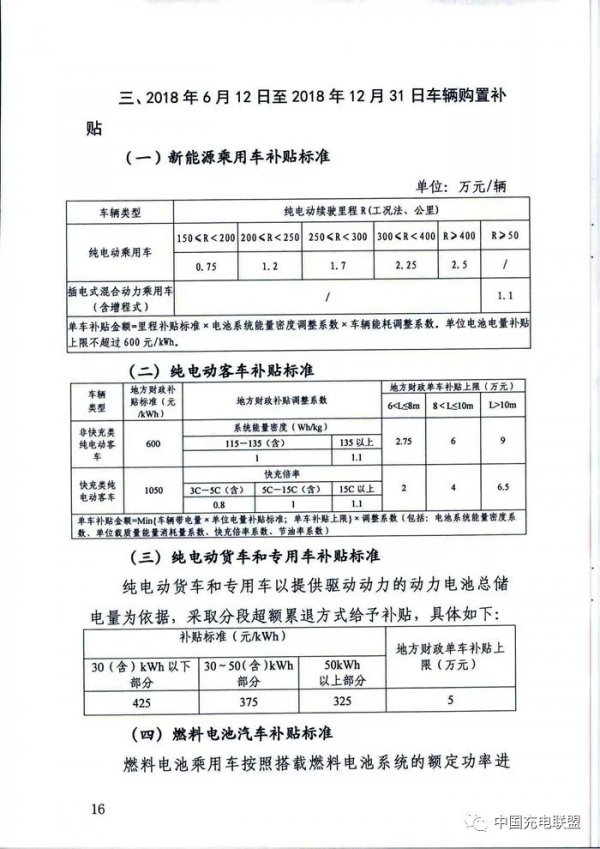 三、2018 年 6 月 12 日至 2018 年 12 月 31 日车辆购置补
贴
（一）新能源乘用车补贴标准
单位：万元/辆
车辆类型 纯电动续驶里程 R(工况法、公里)
纯电动乘用车 150≤R<200 200≤R<250 250≤R<300 300≤R<400 R≥400 R≥50
0.75 1.2 1.7 2.25 2.5 /
插电式混合动力乘用车
（含增程式） / 1.1
单车补贴金额=里程补贴标准×电池系统能量密度调整系数×车辆能耗调整系数。单位电池电量补贴
上限不超过 600 元/kWh。
（二）纯电动客车补贴标准
车辆
类型 地方财政补
贴标准（元
/kWh） 地方财政补贴调整系数 地方财政单车补贴上限（万元）
6<L≤8m 8<L≤10m L>10m
非快充类
纯电动客
车 600 系统能量密度（Wh/kg） 2.75 6 9
115—135（含） 135 以上
1 1.1
快充类纯
电动客车 1050 快充倍率 2 4 6.5
3C—5C（含） 5C—15C（含） 15C 以上
0.8 1 1.1
单车补贴金额=Min{车辆带电量×单位电量补贴标准；单车补贴上限}×调整系数（包括：电池系统能量密度系
数、单位载质量能量消耗量系数、快充倍率系数、节油率系数）
（三）纯电动货车和专用车补贴标准
纯电动货车和专用车以提供驱动动力的动力电池总储
电量为依据，采取分段超额累退方式给予补贴，具体如下：
补贴标准（元/kWh） 地方财政单车补贴上
限（万元）
30（含）kWh 以下
部分 30～50(含)kWh
部分 50kWh
以上部分
425 375 325 5
（四）燃料电池汽车补贴标准
燃料电池乘用车按照搭载燃料电池系统的额定功率进
16
中国充电联盟